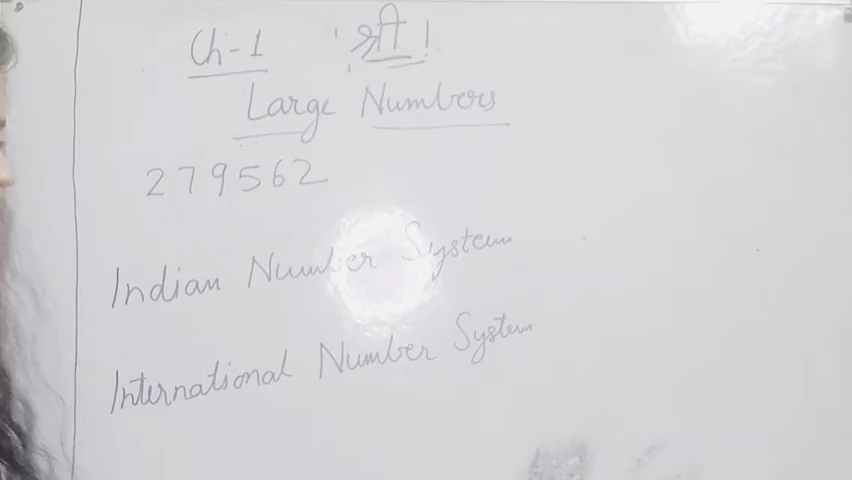 Ch-1 । श्री ।
Large Numbers
279562
Indian Number System
International Number System